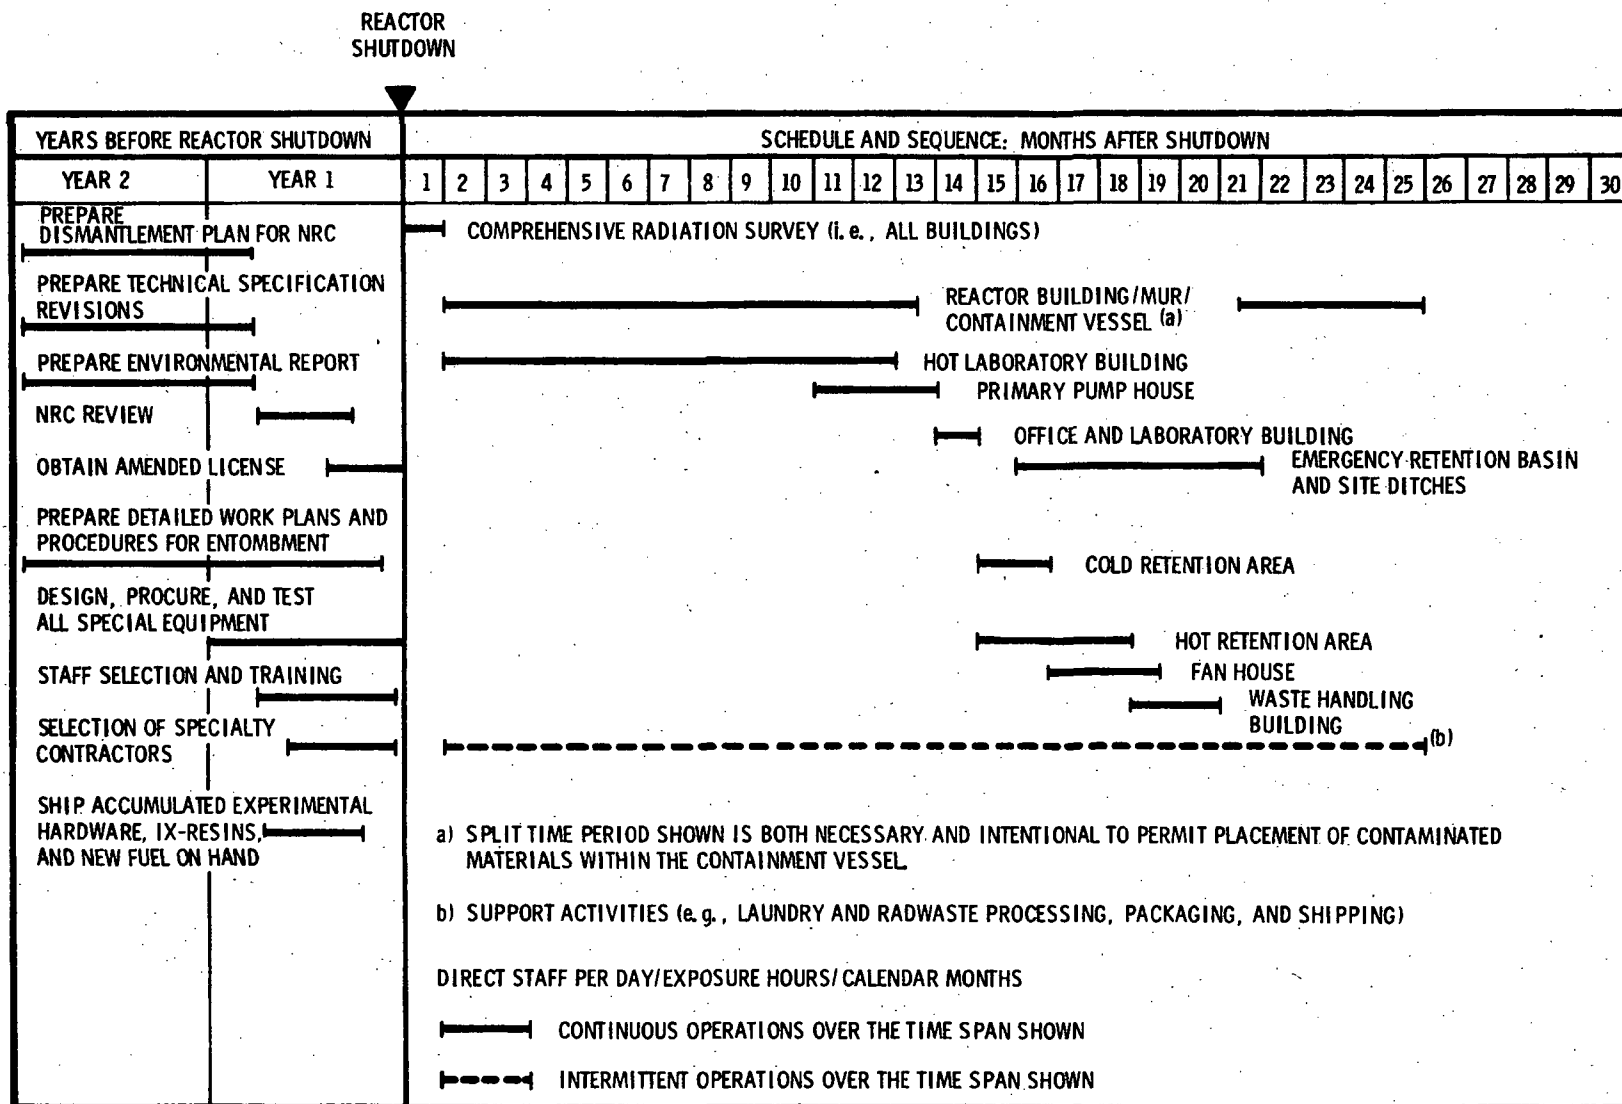 REACTOR
SHUTDOWN
YEARS BEFORE REACTOR SHUTDOWN
SCHEDULE AND SEQUENCE: MONTHS AFTER SHUTDOWN
YEAR 2 YEAR 1 1 2 3 4 5 6 7 8 9 10 11 12 13 14 15 16 17 18 19 20 21 22 23 24 25 26 27 28 29 30
PREPARE
DISMANTLEMENT PLAN FOR NRC
PREPARE TECHNICAL SPECIFICATION
REVISIONS
PREPARE ENVIRONMENTAL REPORT
NRC REVIEW
OBTAIN AMENDED LICENSE
PREPARE DETAILED WORK PLANS AND
PROCEDURES FOR ENTOMBMENT
DESIGN, PROCURE, AND TEST
ALL SPECIAL EQUIPMENT
STAFF SELECTION AND TRAINING
SELECTION OF SPECIALTY
CONTRACTORS
SHIP ACCUMULATED EXPERIMENTAL
HARDWARE, IX-RESINS,
AND NEW FUEL ON HAND
COMPREHENSIVE RADIATION SURVEY (i.e., ALL BUILDINGS)
REACTOR BUILDING/MUR/
CONTAINMENT VESSEL (a)
HOT LABORATORY BUILDING
PRIMARY PUMP HOUSE
OFFICE AND LABORATORY BUILDING
EMERGENCY RETENTION BASIN
AND SITE DITCHES
COLD RETENTION AREA
HOT RETENTION AREA
FAN HOUSE
WASTE HANDLING
BUILDING
(b)
a) SPLIT TIME PERIOD SHOWN IS BOTH NECESSARY AND INTENTIONAL TO PERMIT PLACEMENT OF CONTAMINATED
MATERIALS WITHIN THE CONTAINMENT VESSEL
b) SUPPORT ACTIVITIES (e.g., LAUNDRY AND RADWASTE PROCESSING, PACKAGING, AND SHIPPING)
DIRECT STAFF PER DAY/EXPOSURE HOURS/CALENDAR MONTHS
CONTINUOUS OPERATIONS OVER THE TIME SPAN SHOWN
INTERMITTENT OPERATIONS OVER THE TIME SPAN SHOWN